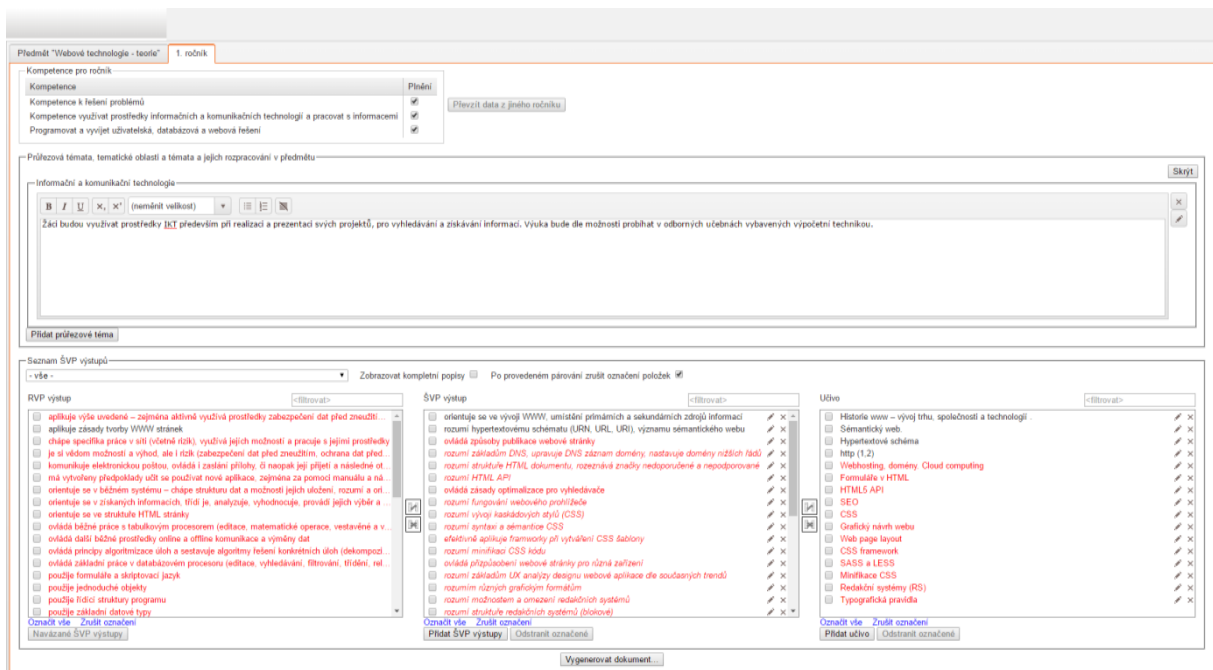 Předmět "Webové technologie - teorie" 1. ročník
Kompetence pro ročník
Kompetence Plnění
Kompetence k řešení problémů
Kompetence využívat prostředky informačních a komunikačních technologií a pracovat s informacemi
Programovat a vyvíjet uživatelská, databázová a webová řešení
Převzít data z jiného ročníku
Průřezová témata, tematické oblasti a témata a jejich rozpracování v předmětu
Skrýt
Informační a komunikační technologie
B I U ×, ×' (neměnit velikost)
Žáci budou využívat prostředky IKT především při realizaci a prezentaci svých projektů, pro vyhledávání a získávání informací. Výuka bude dle možností probíhat v odborných učebnách vybavených výpočetní technikou.
Přidat průřezové téma
Seznam ŠVP výstupů
- vše - Zobrazovat kompletní popisy Po provedeném párování zrušit označení položek
RVP výstup <filtrovat>
aplikuje výše uvedené – zejména aktivně využívá prostředky zabezpečení dat před zneužití...
aplikuje zásady tvorby WWW stránek
chápe specifika práce v síti (včetně rizik), využívá jejích možností a pracuje s jejími prostředky
je si vědom možností a výhod, ale i rizik (zabezpečení dat před zneužitím, ochrana dat před...
komunikuje elektronickou poštou, ovládá i zaslání přílohy, či naopak její přijetí a následné ot...
má vytvořeny předpoklady učit se používat nové aplikace, zejména za pomoci manuálu a ná...
orientuje se v běžném systému – chápe strukturu dat a možnosti jejich uložení, rozumí a ori...
orientuje se v získaných informacích, třídí je, analyzuje, vyhodnocuje, provádí jejich výběr a ...
orientuje se ve struktuře HTML stránky
ovládá běžné práce s tabulkovým procesorem (editace, matematické operace, vestavěné a v...
ovládá další běžné prostředky online a offline komunikace a výměny dat
ovládá principy algoritmizace úloh a sestavuje algoritmy řešení konkrétních úloh (dekompozi...
ovládá základní práce v databázovém procesoru (editace, vyhledávání, filtrování, třídění, rel...
použije formuláře a skriptovací jazyk
použije jednoduché objekty
použije řídící struktury programu
použije základní datové typy
Označit vše Zrušit označení
Navázané ŠVP výstupy
ŠVP výstup <filtrovat>
orientuje se ve vývoji WWW, umístění primárních a sekundárních zdrojů informací
rozumí hypertextovému schématu (URN, URL, URI), významu sémantického webu
ovládá způsoby publikace webové stránky
rozumí základům DNS, upravuje DNS záznam domény, nastavuje domény nižších řádů
rozumí struktuře HTML dokumentu, rozeznává značky nedoporučené a nepodporované
rozumí HTML API
ovládá zásady optimalizace pro vyhledávače
rozumí fungování webového prohlížeče
rozumí vývoji kaskádových stylů (CSS)
rozumí syntaxi a sémantice CSS
efektivně aplikuje framworky při vytváření CSS šablony
rozumí minifikaci CSS kódu
ovládá přizpůsobení webové stránky pro různá zařízení
rozumí základům UX analýzy designu webové aplikace dle současných trendů
rozumím různým grafickým formátům
rozumí možnostem a omezení redakčních systémů
rozumí struktuře redakčních systémů (blokové)
Označit vše Zrušit označení
Přidat ŠVP výstupy Odstranit označené
Učivo <filtrovat>
Historie www – vývoj trhu, společnosti a technologií .
Sémantický web.
Hypertextové schéma
http (1,2)
Webhosting, domény. Cloud computing
Formuláře v HTML
HTML5 API
SEO
CSS
Grafický návrh webu
Web page layout
CSS framework
SASS a LESS
Minifikace CSS
Redakční systémy (RS)
Typografická pravidla
Označit vše Zrušit označení
Přidat učivo Odstranit označené
Vygenerovat dokument...